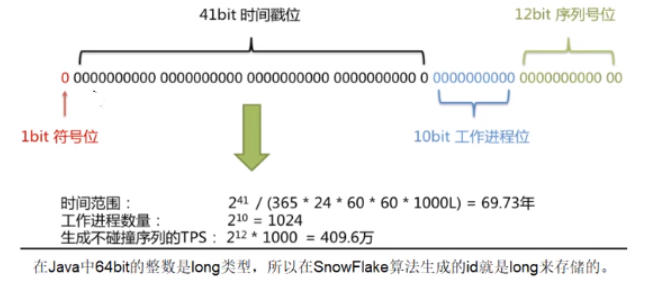 41bit 时间戳位
12bit 序列号位
0 0000000000 0000000000 0000000000 0000000000 0 0000000000 0000000000 00
1bit 符号位
10bit 工作进程位
时间范围： 2⁴¹ / (365 * 24 * 60 * 60 * 1000L) = 69.73年
工作进程数量： 2¹⁰ = 1024
生成不碰撞序列的TPS： 2¹² * 1000 = 409.6万
在Java中64bit的整数是long类型，所以在SnowFlake算法生成的id就是long来存储的。